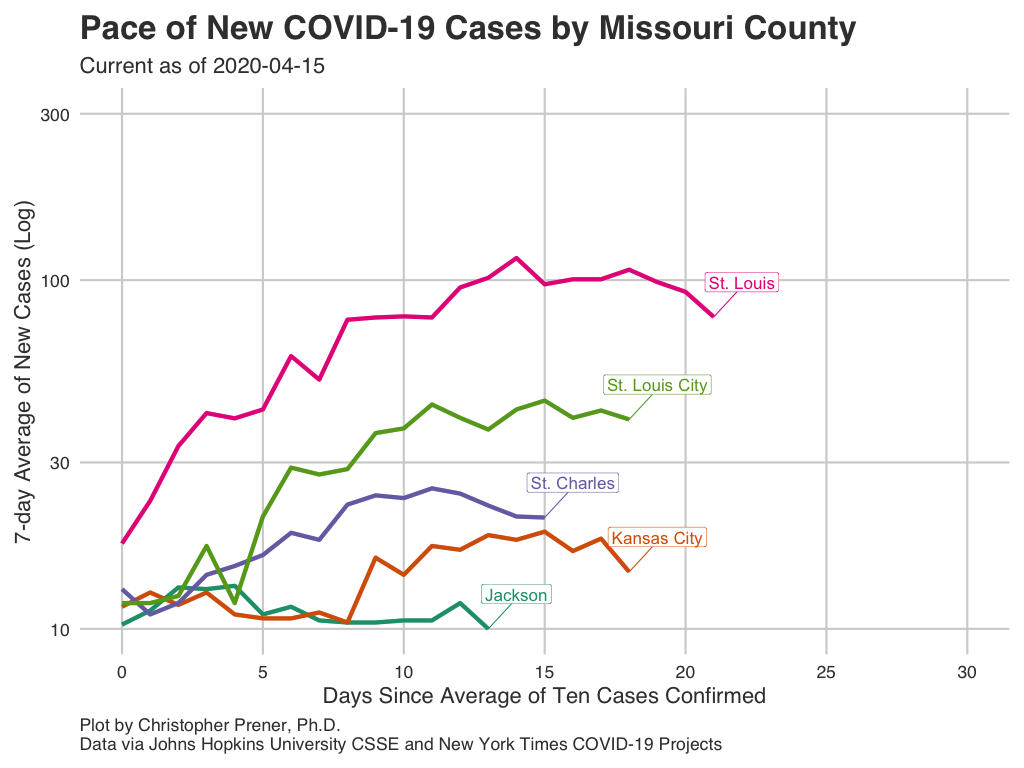 Pace of New COVID-19 Cases by Missouri County
Current as of 2020-04-15
7-day Average of New Cases (Log)
300
100
30
10
St. Louis
St. Louis City
St. Charles
Kansas City
Jackson
0 5 10 15 20 25 30
Days Since Average of Ten Cases Confirmed
Plot by Christopher Prener, Ph.D.
Data via Johns Hopkins University CSSE and New York Times COVID-19 Projects